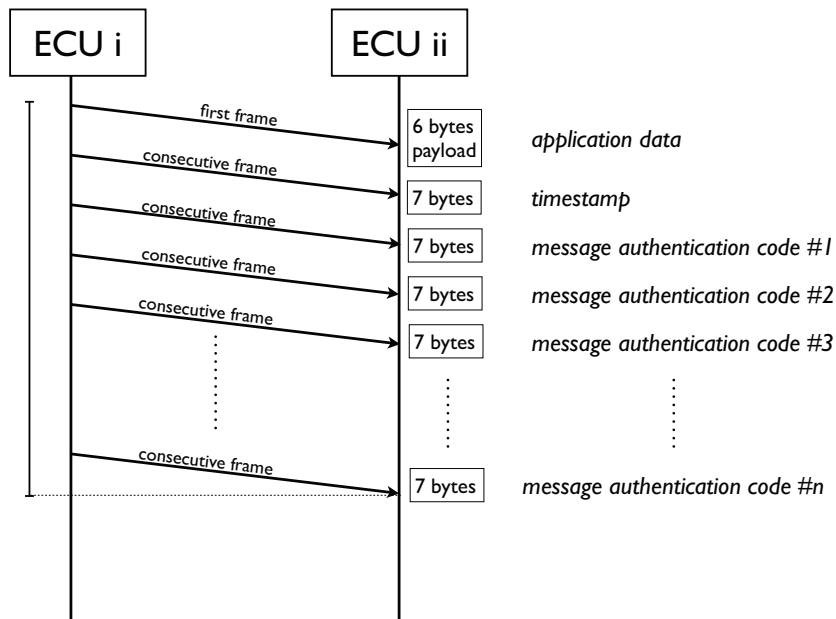 ECU i
ECU ii
first frame
6 bytes
payload
application data
consecutive frame
7 bytes
timestamp
consecutive frame
7 bytes
message authentication code #1
consecutive frame
7 bytes
message authentication code #2
consecutive frame
7 bytes
message authentication code #3
consecutive frame
7 bytes
message authentication code #n